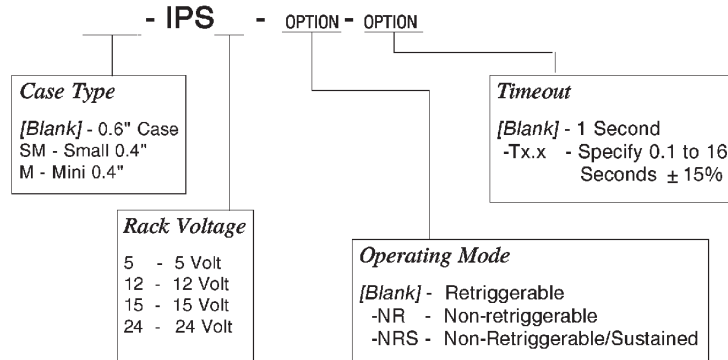 - IPS - OPTION - OPTION
Case Type
[Blank] - 0.6" Case
SM - Small 0.4"
M - Mini 0.4"
Timeout
[Blank] - 1 Second
-Tx.x - Specify 0.1 to 16
Seconds ± 15%
Rack Voltage
5 - 5 Volt
12 - 12 Volt
15 - 15 Volt
24 - 24 Volt
Operating Mode
[Blank] - Retriggerable
-NR - Non-retriggerable
-NRS - Non-Retriggerable/Sustained